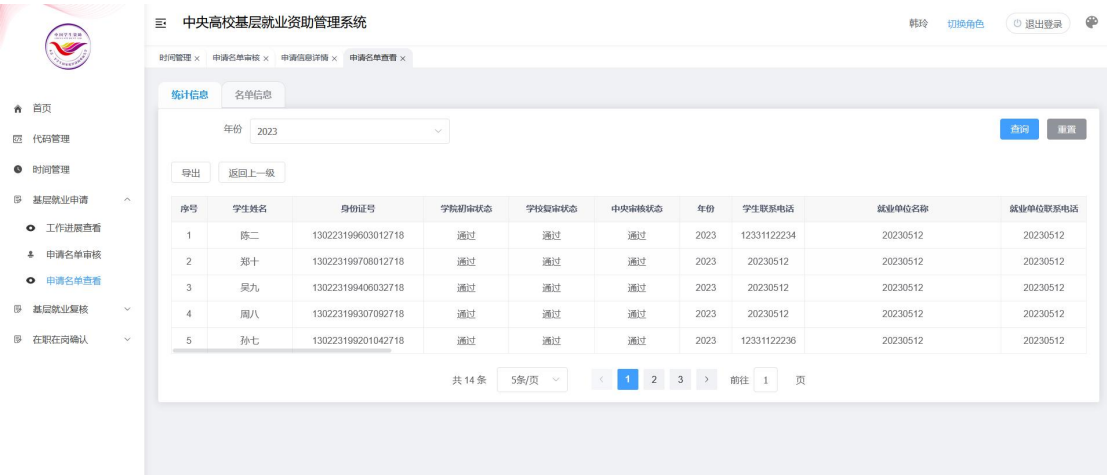 中央高校基层就业资助管理系统
韩玲 切换角色 退出登录
时间管理 × 申请名单审核 × 申请信息详情 × 申请名单查看 ×
首页
代码管理
时间管理
基层就业申请
工作进展查看
申请名单审核
申请名单查看
基层就业复核
在职在岗确认
统计信息 名单信息
年份 2023 查询 重置
导出 返回上一级
序号 学生姓名 身份证号 学院初审状态 学校复审状态 中央审核状态 年份 学生联系电话 就业单位名称 就业单位联系电话
1 陈二 130223199603012718 通过 通过 通过 2023 12331122234 20230512 20230512
2 郑十 130223199708012718 通过 通过 通过 2023 20230512 20230512 20230512
3 吴九 130223199406032718 通过 通过 通过 2023 20230512 20230512 20230512
4 周八 130223199307092718 通过 通过 通过 2023 20230512 20230512 20230512
5 孙七 130223199201042718 通过 通过 通过 2023 12331122236 20230512 20230512
共 14 条 5条/页 < 1 2 3 > 前往 1 页